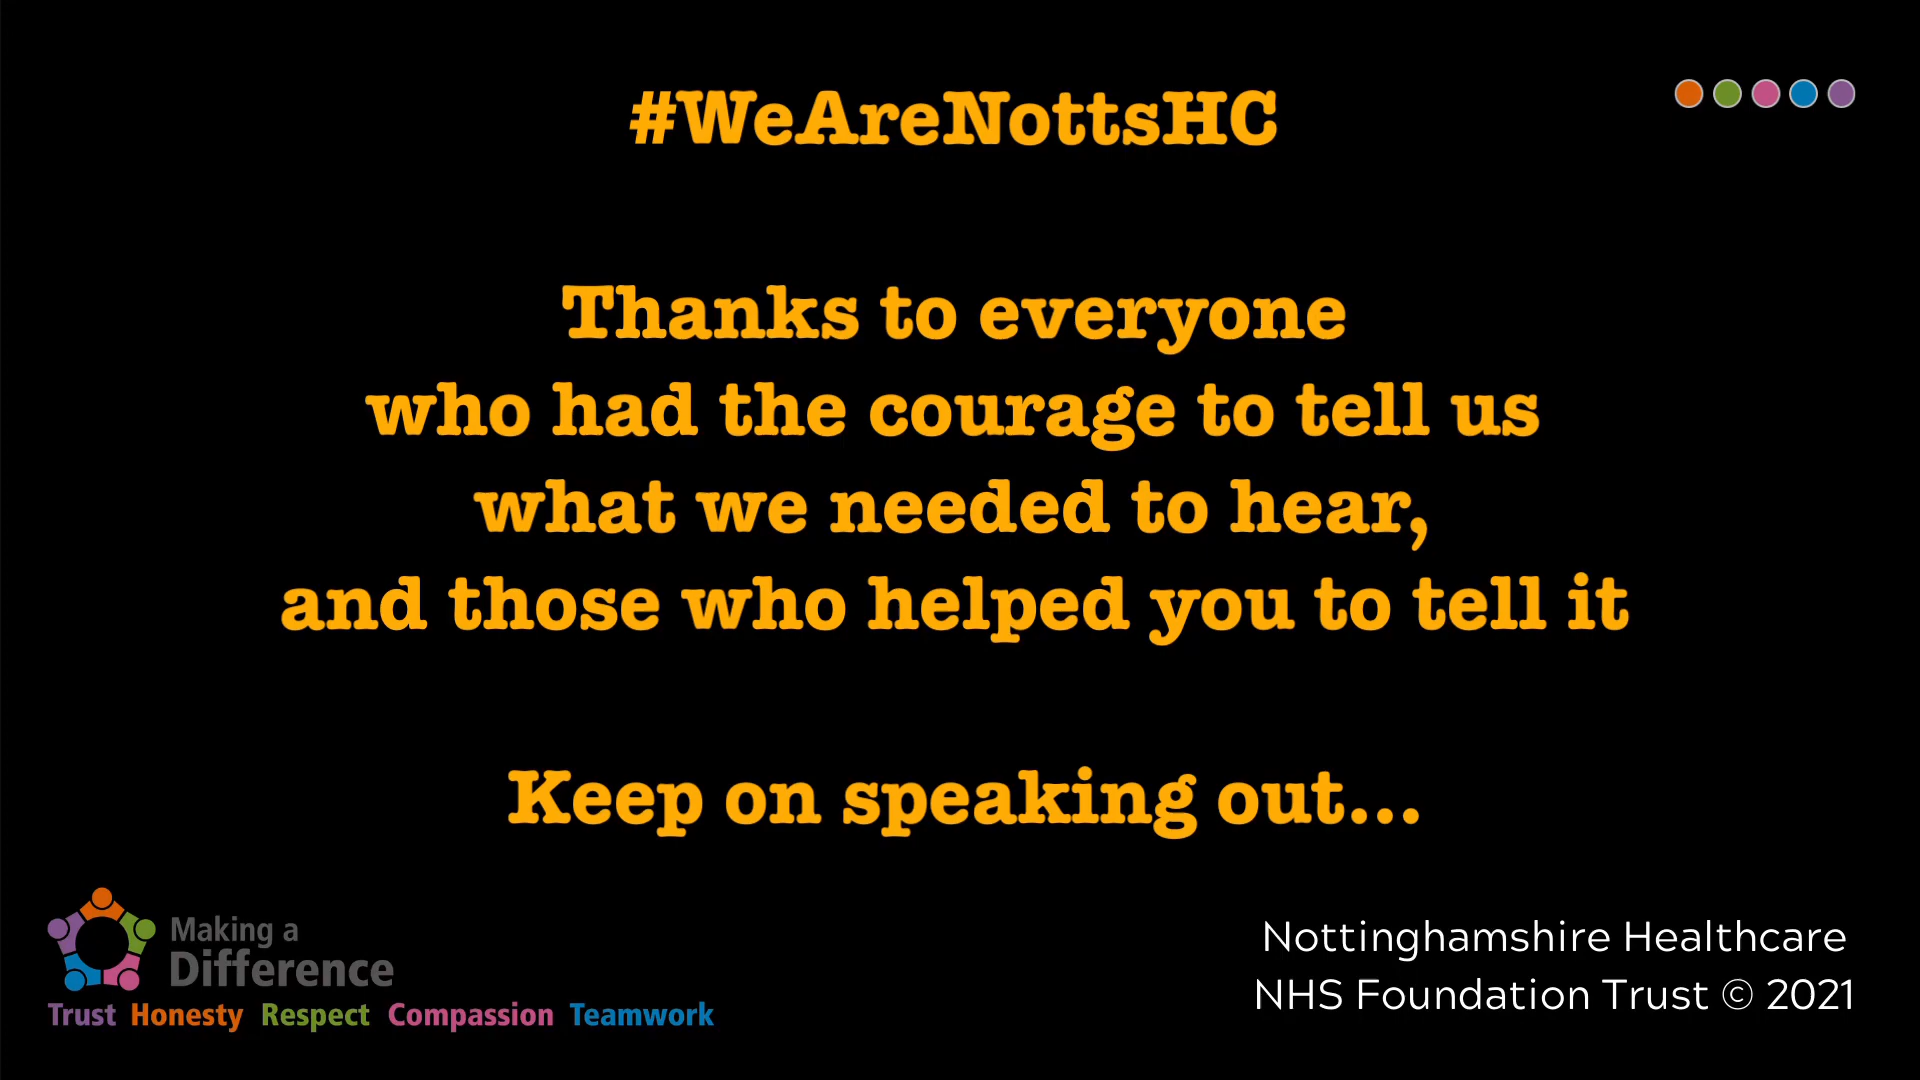 #WeAreNottsHC
Thanks to everyone
who had the courage to tell us
what we needed to hear,
and those who helped you to tell it
Keep on speaking out...
Making a
Difference
Trust Honesty Respect Compassion Teamwork
Nottinghamshire Healthcare
NHS Foundation Trust © 2021